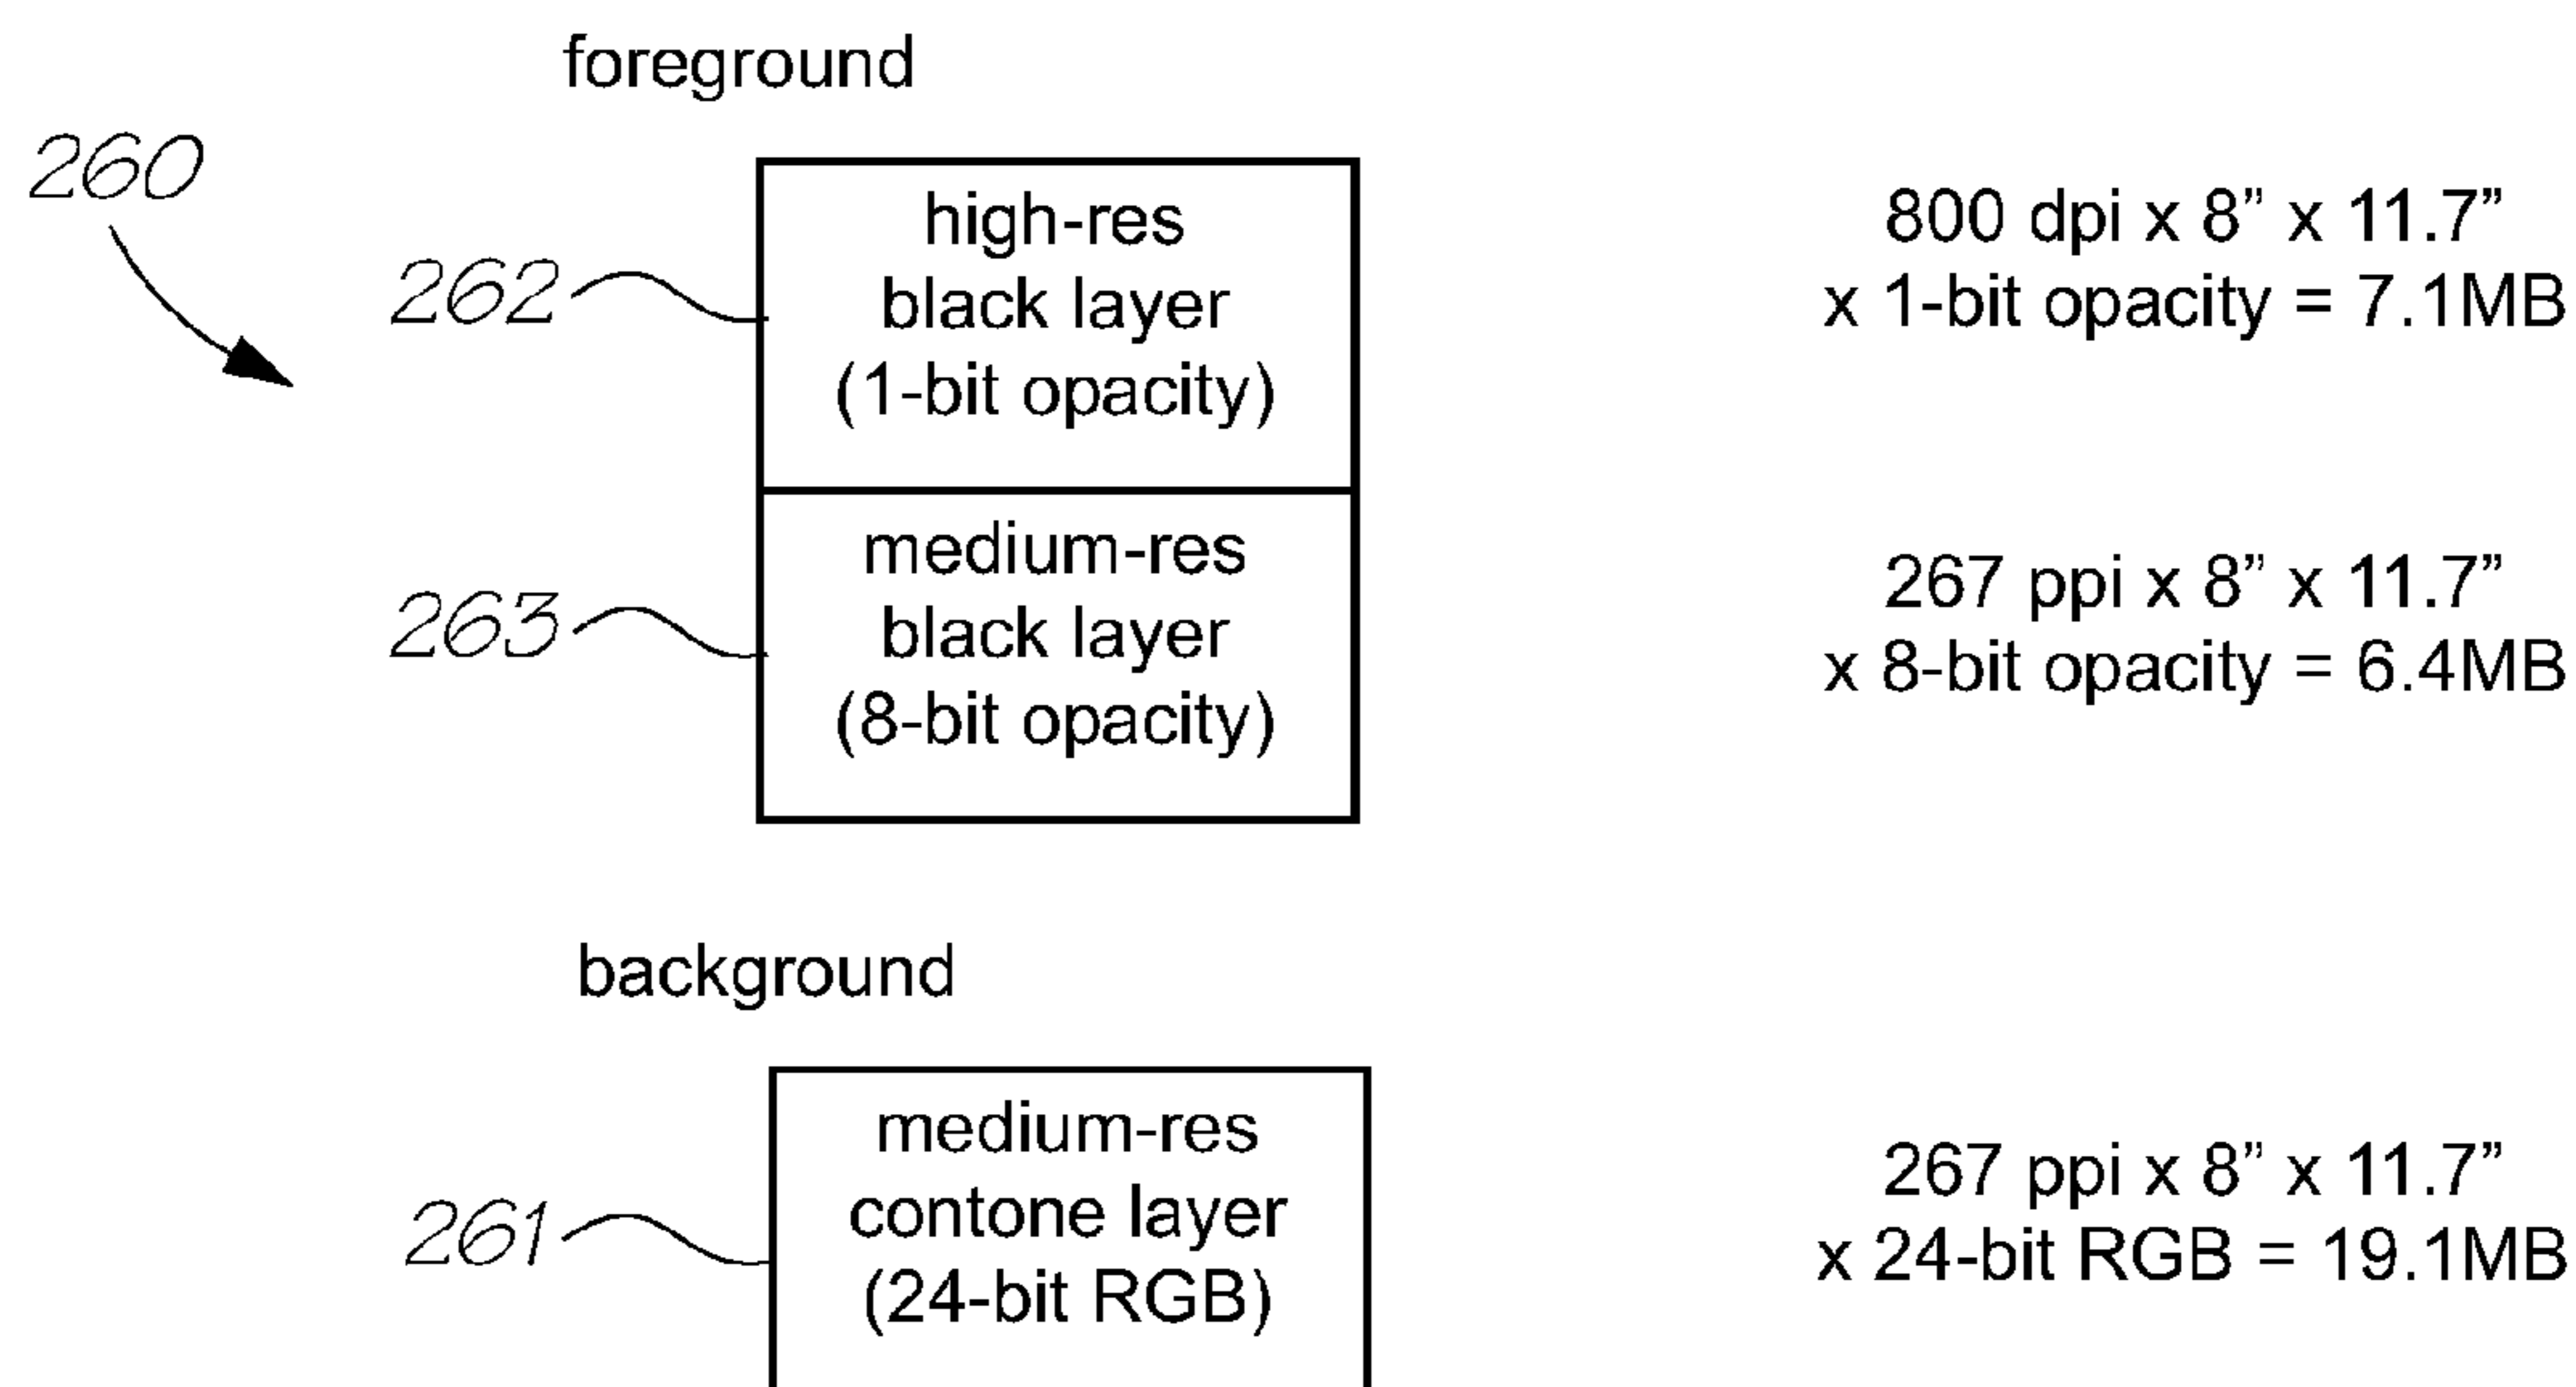 foreground
260
262
high-res
black layer
(1-bit opacity)
800 dpi x 8” x 11.7”
x 1-bit opacity = 7.1MB
263
medium-res
black layer
(8-bit opacity)
267 ppi x 8” x 11.7”
x 8-bit opacity = 6.4MB
background
261
medium-res
contone layer
(24-bit RGB)
267 ppi x 8” x 11.7”
x 24-bit RGB = 19.1MB